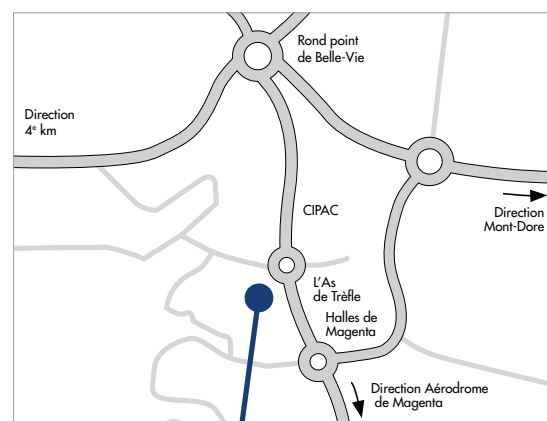 Rond point
de Belle-Vie
Direction
4e km
CIPAC
Direction
Mont-Dore
L'As
de Trèfle
Halles de
Magenta
Direction Aérodrome
de Magenta